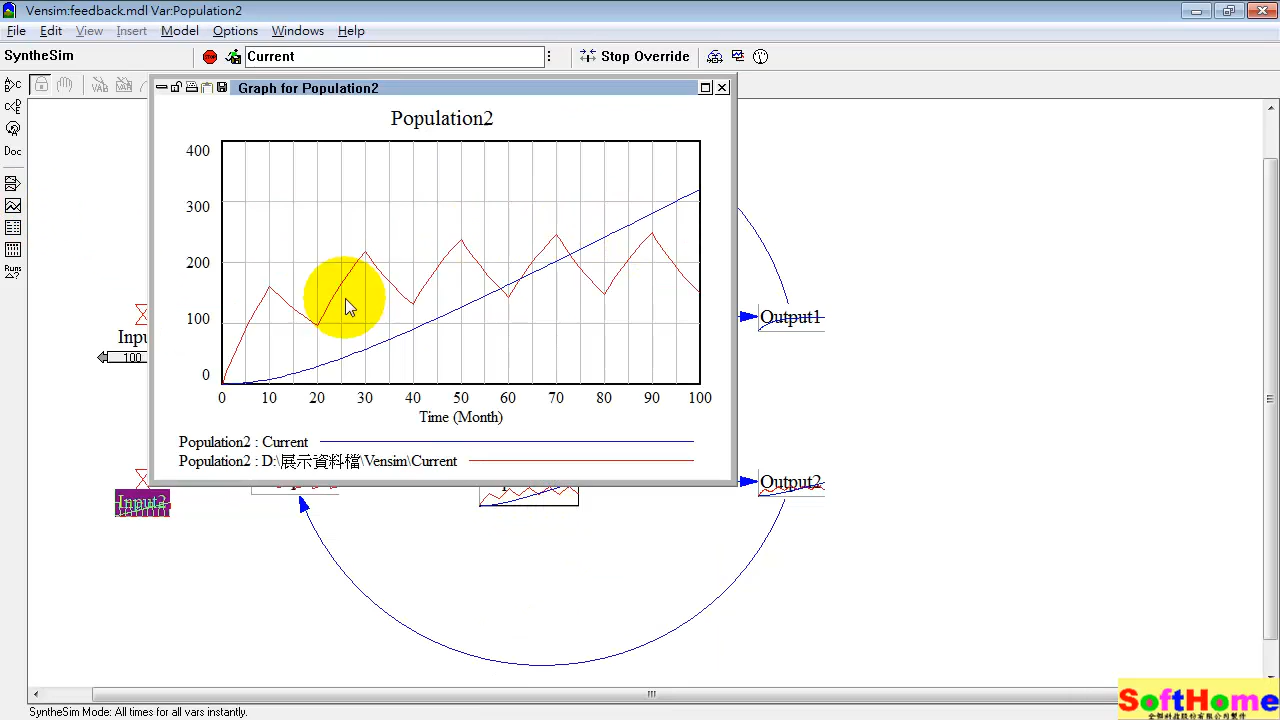 Vensim:feedback.mdl Var:Population2
File Edit View Insert Model Options Windows Help
SyntheSim
STOP
Current
Stop Override
Doc
Runs
Graph for Population2
Population2
400
300
200
100
0
0 10 20 30 40 50 60 70 80 90 100
Time (Month)
Population2 : Current
Population2 : D:\展示資料檔\Vensim\Current
100
Output1
Input2
Output2
SyntheSim Mode: All times for all vars instantly.
SoftHome